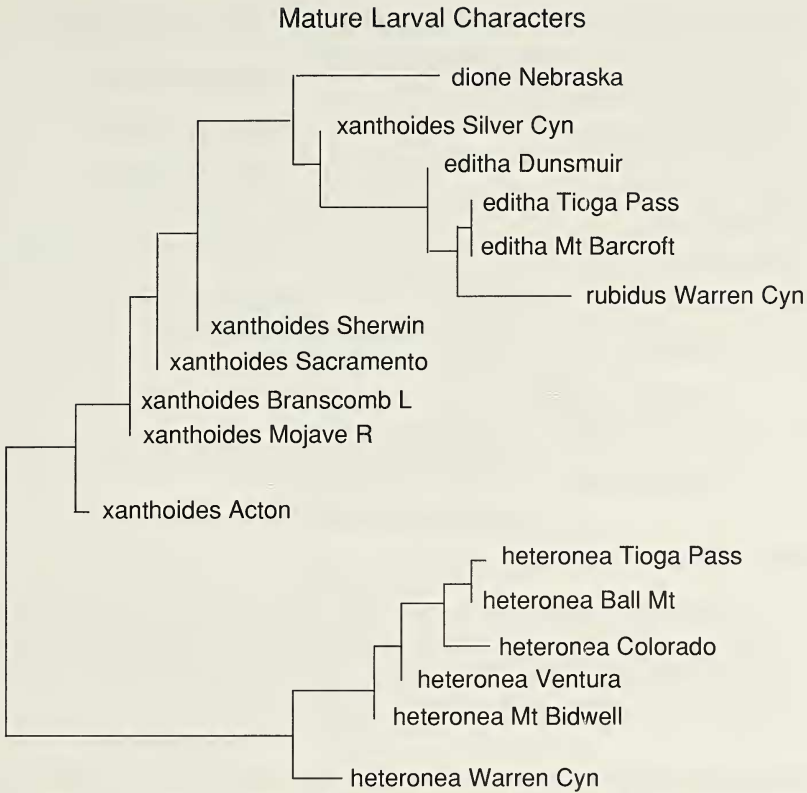 Mature Larval Characters
dione Nebraska
xanthoides Silver Cyn
editha Dunsmuir
editha Tioga Pass
editha Mt Barcroft
rubidus Warren Cyn
xanthoides Sherwin
xanthoides Sacramento
xanthoides Branscomb L
xanthoides Mojave R
xanthoides Acton
heteronea Tioga Pass
heteronea Ball Mt
heteronea Colorado
heteronea Ventura
heteronea Mt Bidwell
heteronea Warren Cyn